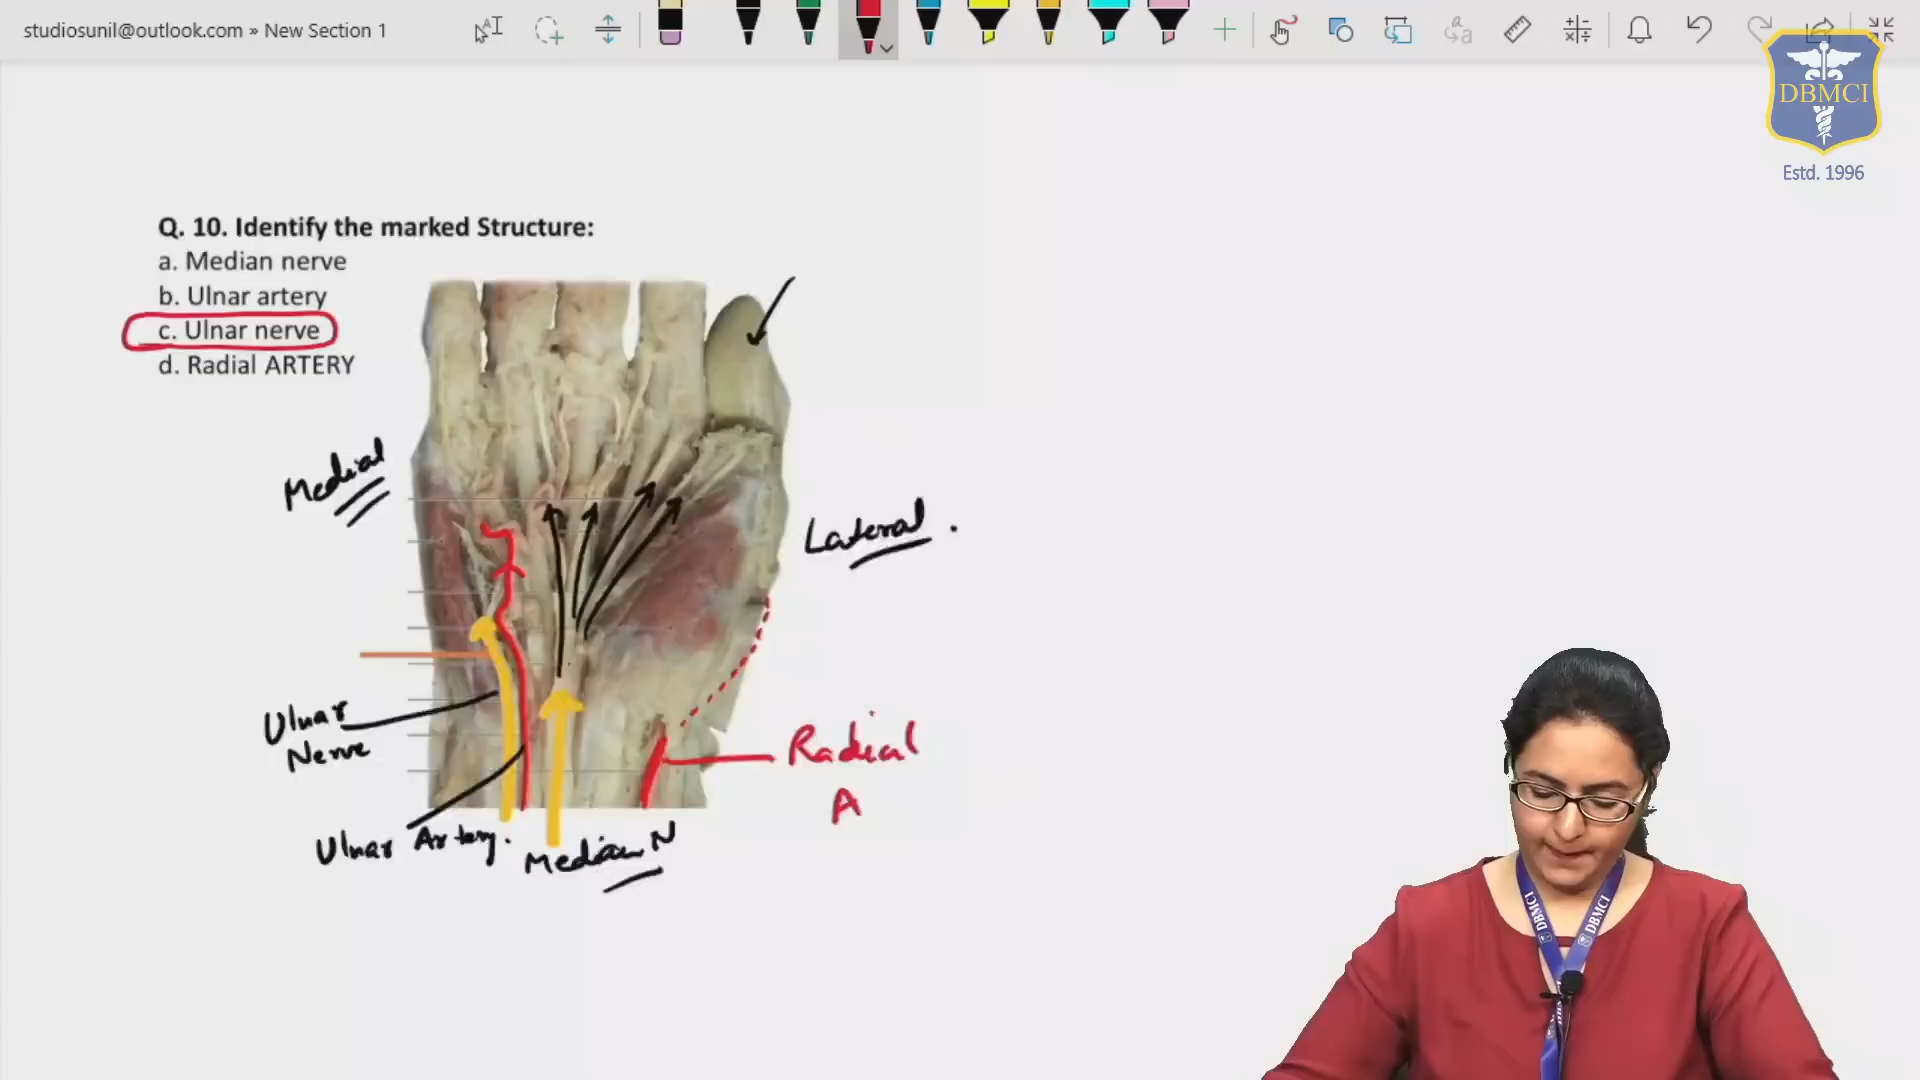 studiosunil@outlook.com » New Section 1
DBMCI
Estd. 1996
Q. 10. Identify the marked Structure:
a. Median nerve
b. Ulnar artery
c. Ulnar nerve
d. Radial ARTERY
Medial
Lateral.
Ulnar
Nerve
Radial
A
Ulnar Artery.
Median N
DBMCI
DBMCI